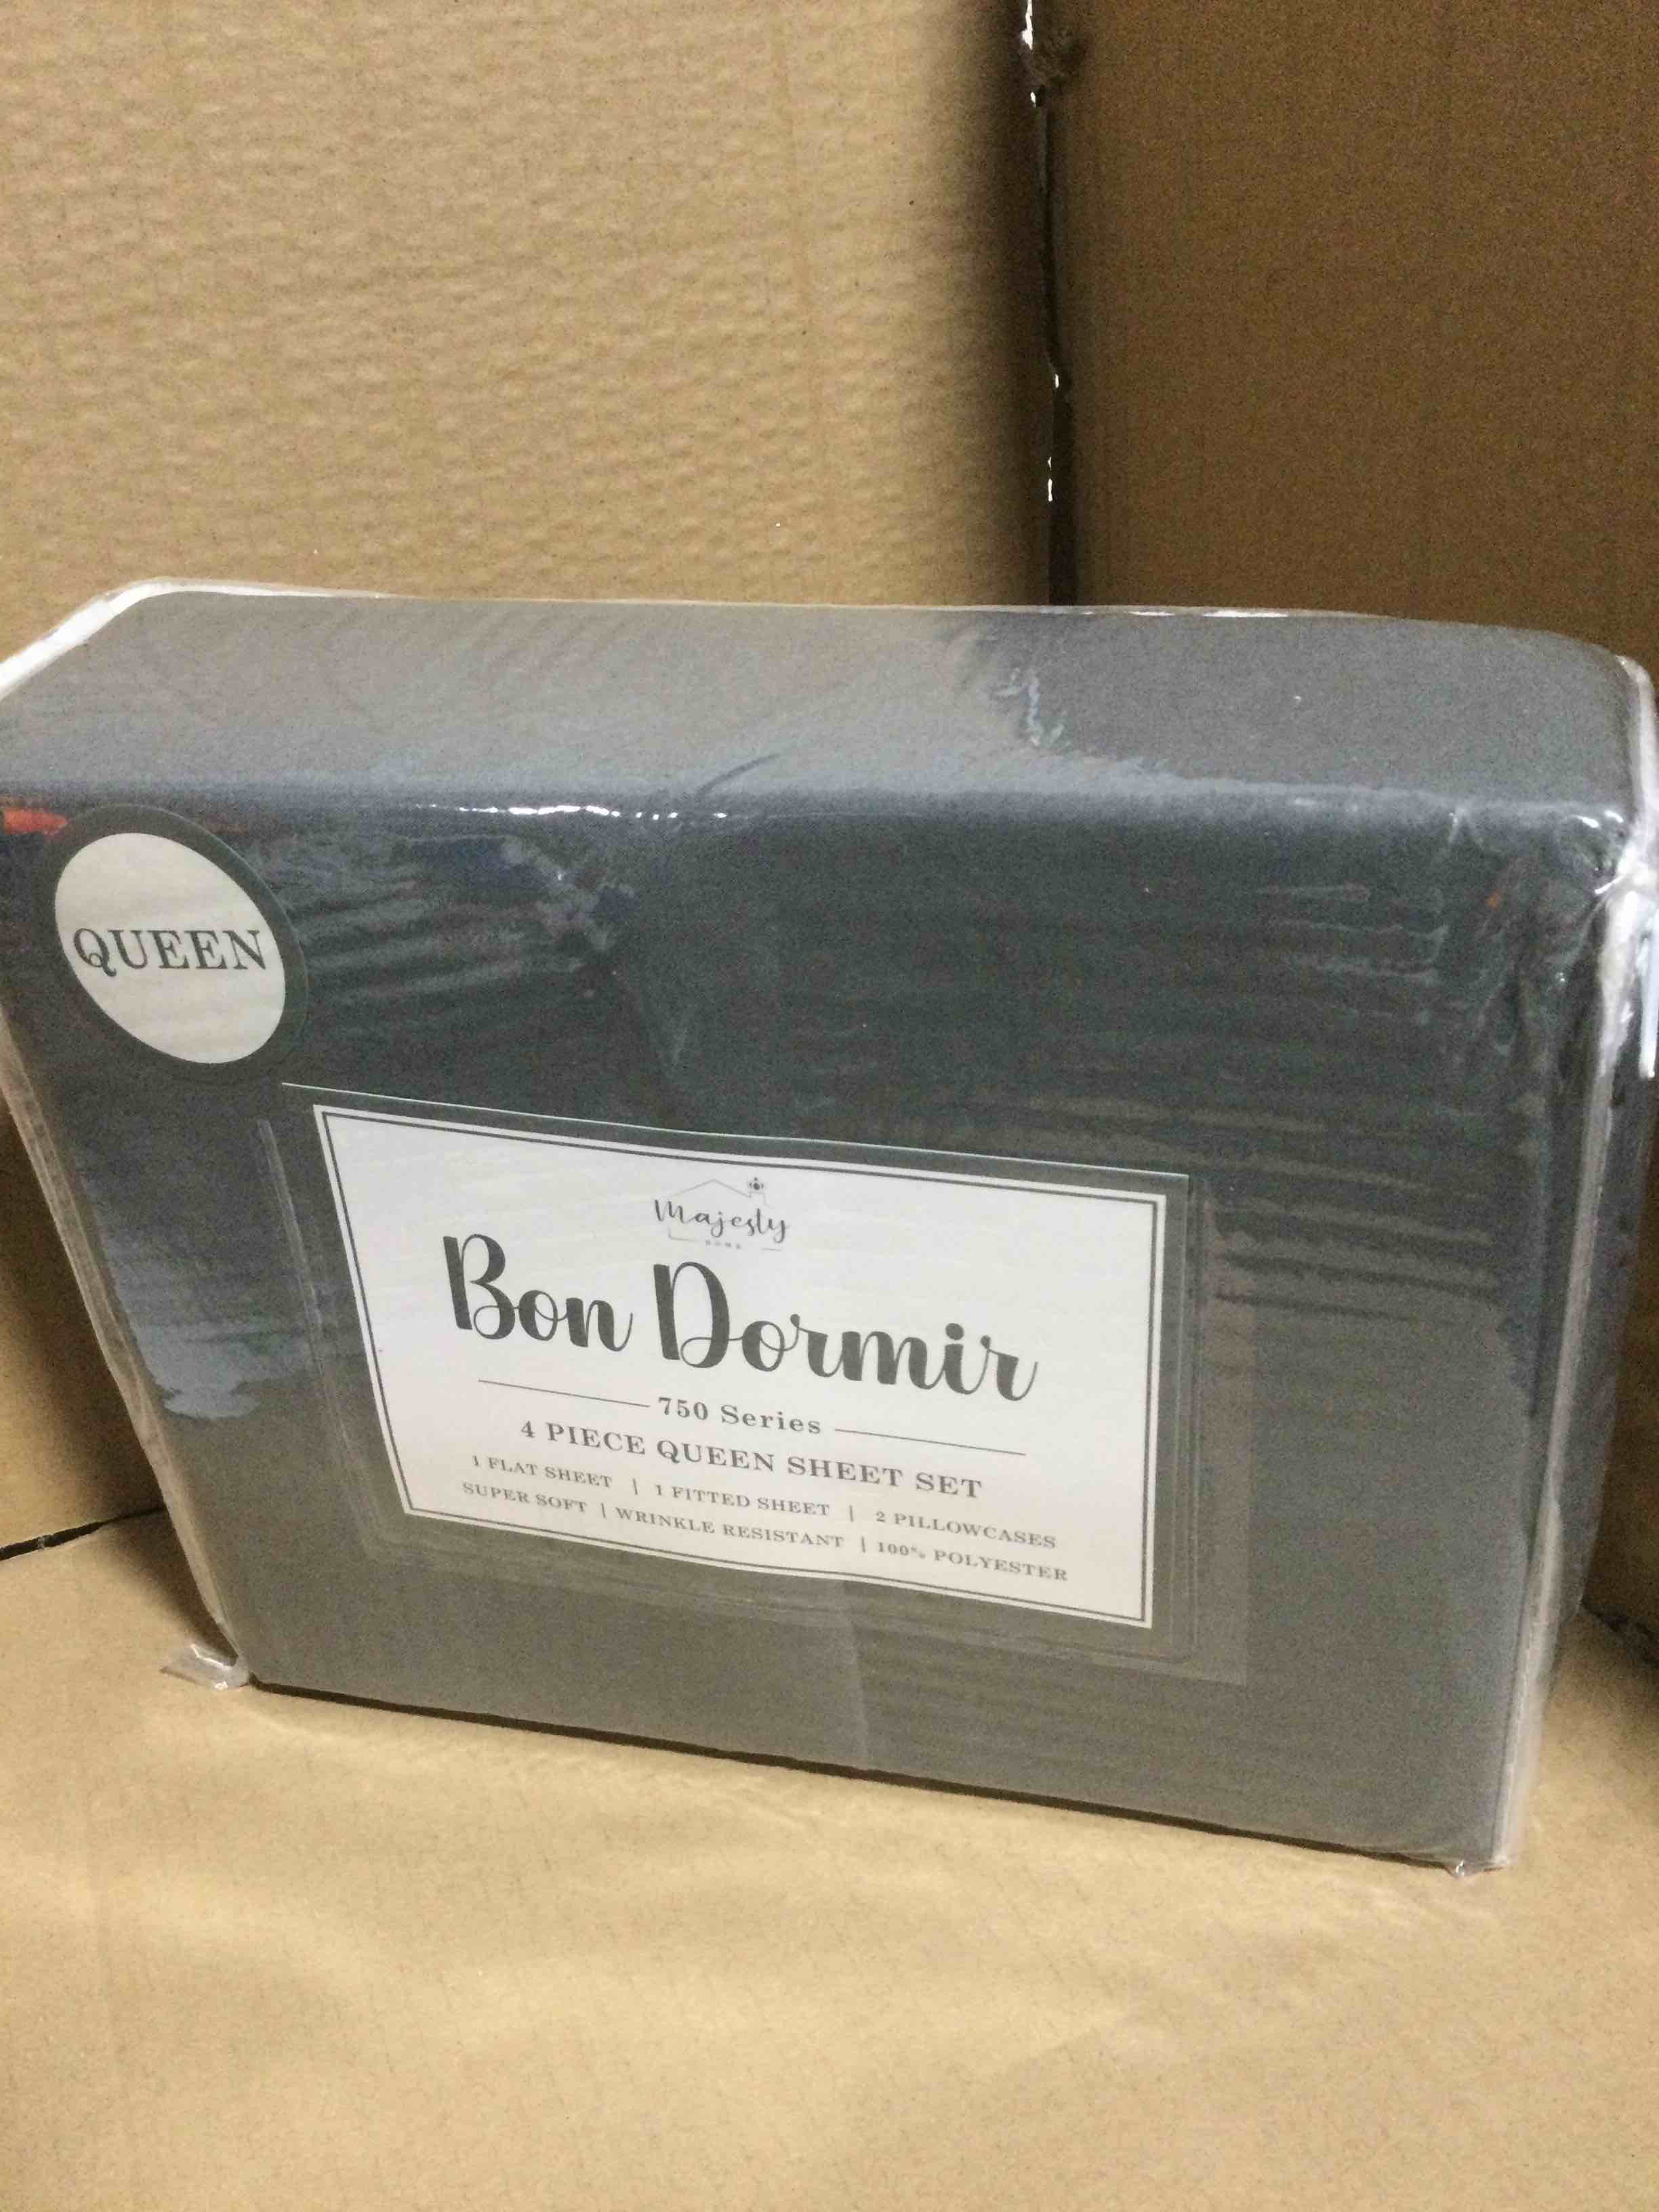 QUEEN
Majesty
HOME
Bon Dormir
750 Series
4 PIECE QUEEN SHEET SET
1 FLAT SHEET | 1 FITTED SHEET | 2 PILLOWCASES
SUPER SOFT | WRINKLE RESISTANT | 100% POLYESTER